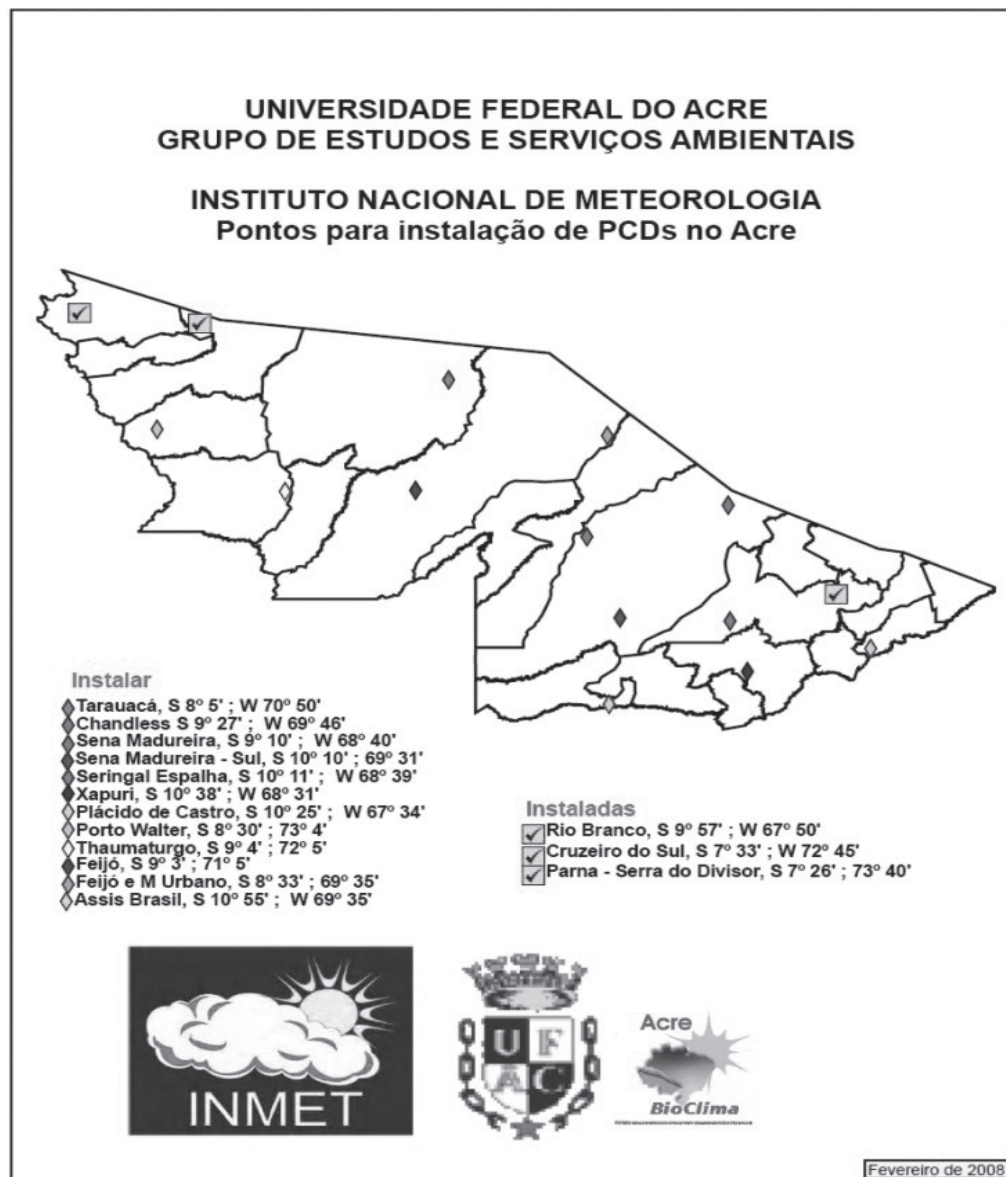 UNIVERSIDADE FEDERAL DO ACRE
GRUPO DE ESTUDOS E SERVIÇOS AMBIENTAIS
INSTITUTO NACIONAL DE METEOROLOGIA
Pontos para instalação de PCDs no Acre
Instalar
Tarauacá, S 8º 5' ; W 70º 50'
Chandless S 9º 27' ; W 69º 46'
Sena Madureira, S 9º 10' ; W 68º 40'
Sena Madureira - Sul, S 10º 10' ; 69º 31'
Seringal Espalha, S 10º 11' ; W 68º 39'
Xapuri, S 10º 38' ; W 68º 31'
Plácido de Castro, S 10º 25' ; W 67º 34'
Porto Walter, S 8º 30' ; 73º 4'
Thaumaturgo, S 9º 4' ; 72º 5'
Feijó, S 9º 3' ; 71º 5'
Feijó e M Urbano, S 8º 33' ; 69º 35'
Assis Brasil, S 10º 55' ; W 69º 35'
Instaladas
Rio Branco, S 9º 57' ; W 67º 50'
Cruzeiro do Sul, S 7º 33' ; W 72º 45'
Parna - Serra do Divisor, S 7º 26' ; 73º 40'
INMET
U F
A C
Acre
BioClima
Fevereiro de 2008